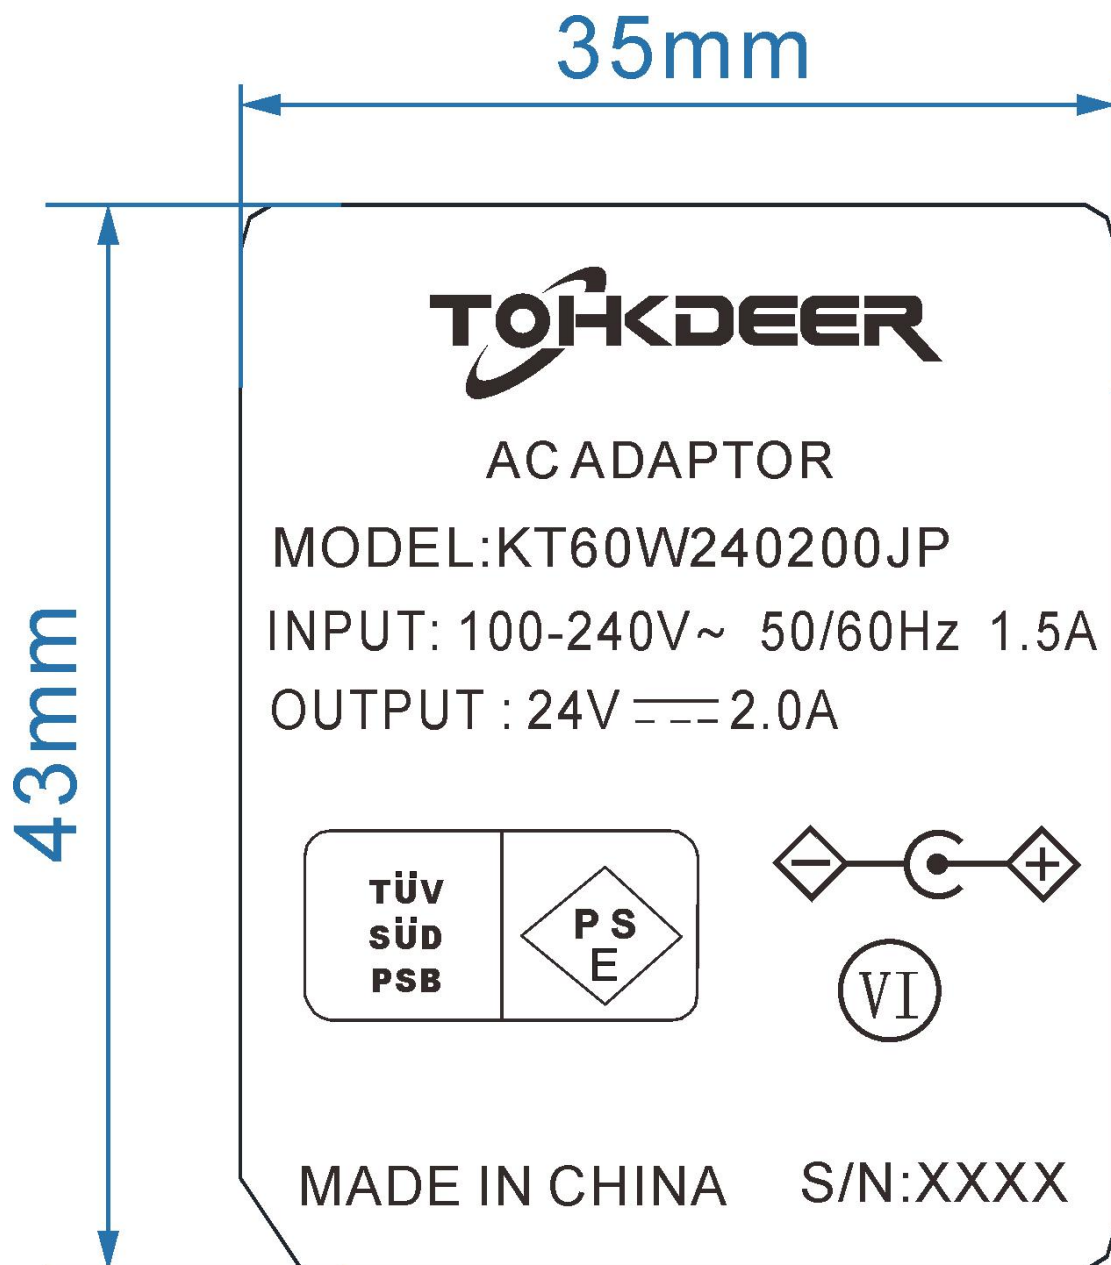 35mm
43mm
TOHKDEER
AC ADAPTOR
MODEL:KT60W240200JP
INPUT: 100-240V~ 50/60Hz 1.5A
OUTPUT : 24V ⎓ 2.0A
TÜV
SÜD
PSB
P S
E
VI
MADE IN CHINA S/N:XXXX